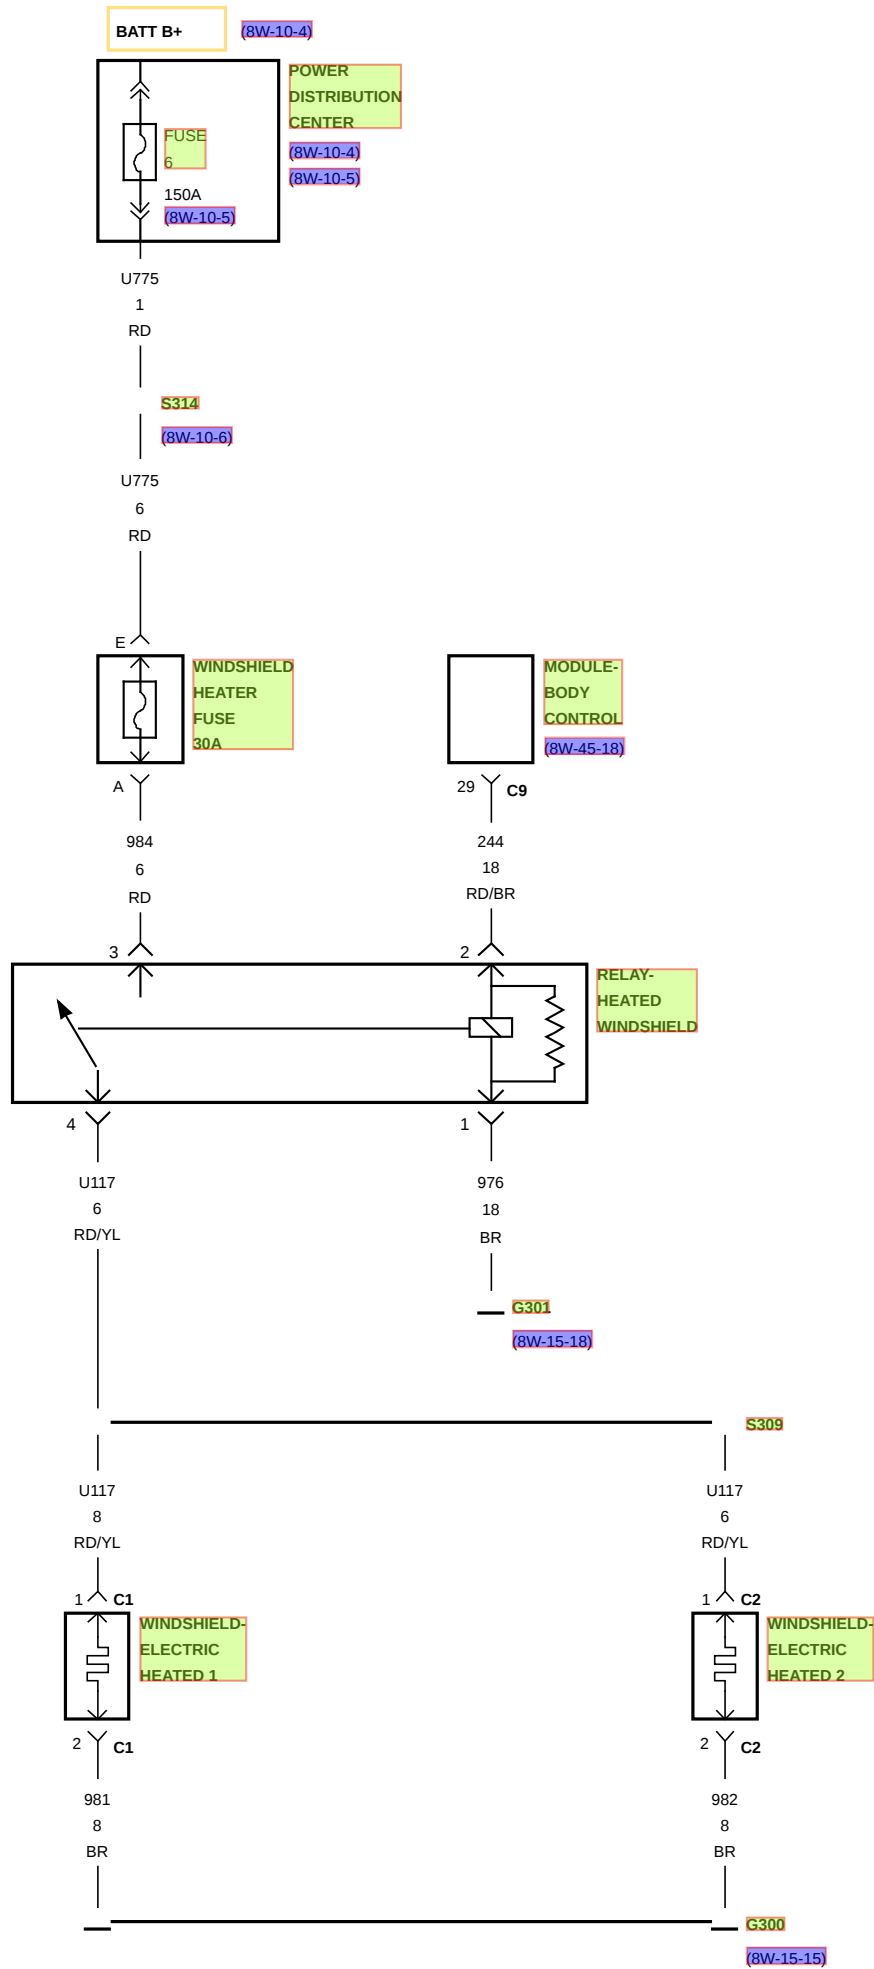 BATT B+
(8W-10-4)
POWER
DISTRIBUTION
CENTER
(8W-10-4)
(8W-10-5)
FUSE
6
150A
(8W-10-5)
U775
1
RD
S314
(8W-10-6)
U775
6
RD
E
WINDSHIELD
HEATER
FUSE
30A
MODULE-
BODY
CONTROL
(8W-45-18)
A
29
C9
984
6
RD
244
18
RD/BR
3
2
RELAY-
HEATED
WINDSHIELD
4
1
U117
6
RD/YL
976
18
BR
G301
(8W-15-18)
S309
U117
8
RD/YL
U117
6
RD/YL
1
C1
1
C2
WINDSHIELD-
ELECTRIC
HEATED 1
WINDSHIELD-
ELECTRIC
HEATED 2
2
C1
2
C2
981
8
BR
982
8
BR
G300
(8W-15-15)